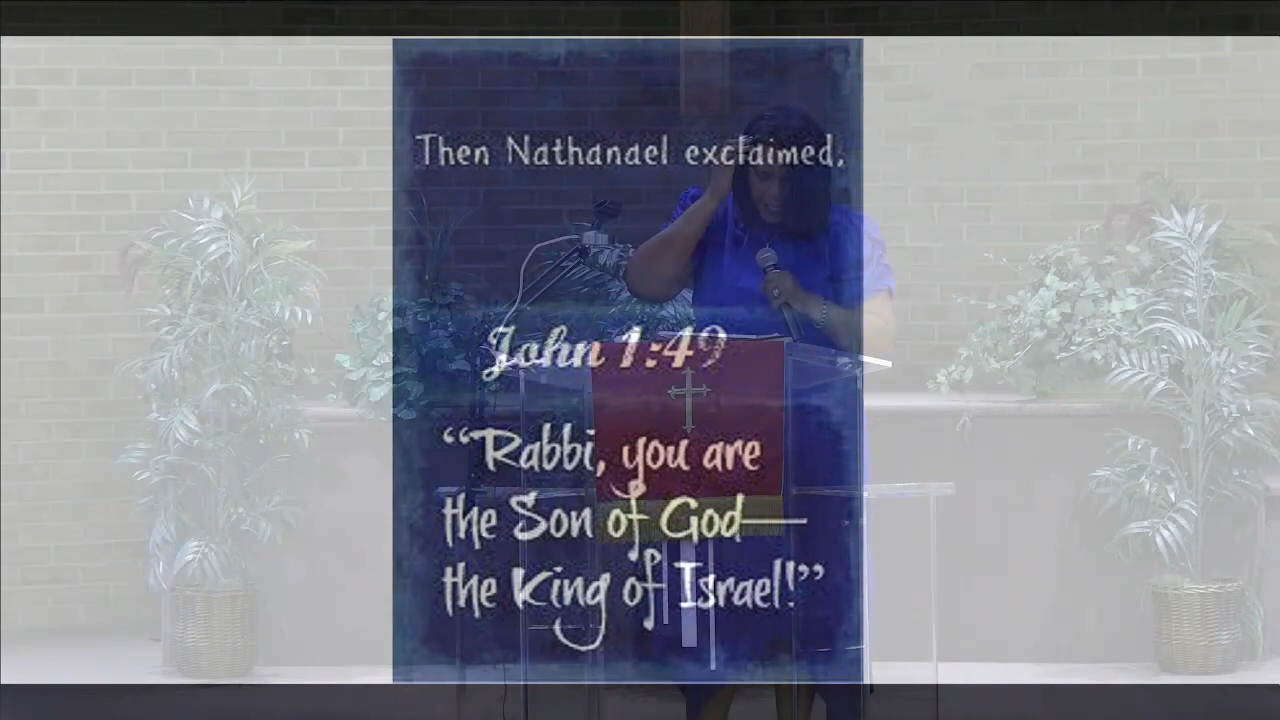 Then Nathanael exclaimed,
John 1:49
“Rabbi, you are
the Son of God—
the King of Israel!”